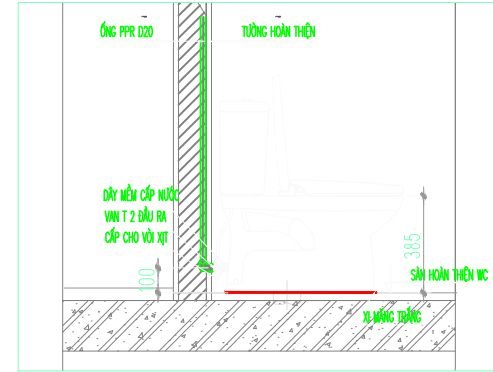 ỐNG PPR D20
TƯỜNG HOÀN THIỆN
DÂY MỀM CẤP NƯỚC
VAN T 2 ĐẦU RA
CẤP CHO VÒI XỊT
100
385
SÀN HOÀN THIỆN WC
XI MĂNG TRẮNG